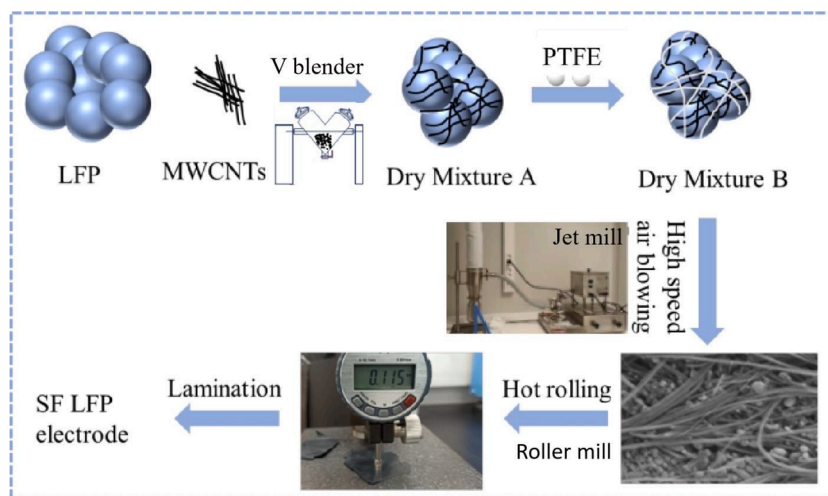 V blender
PTFE
LFP
MWCNTs
Dry Mixture A
Dry Mixture B
Jet mill
High speed
air blowing
0.115
SF LFP
electrode
Lamination
Hot rolling
Roller mill